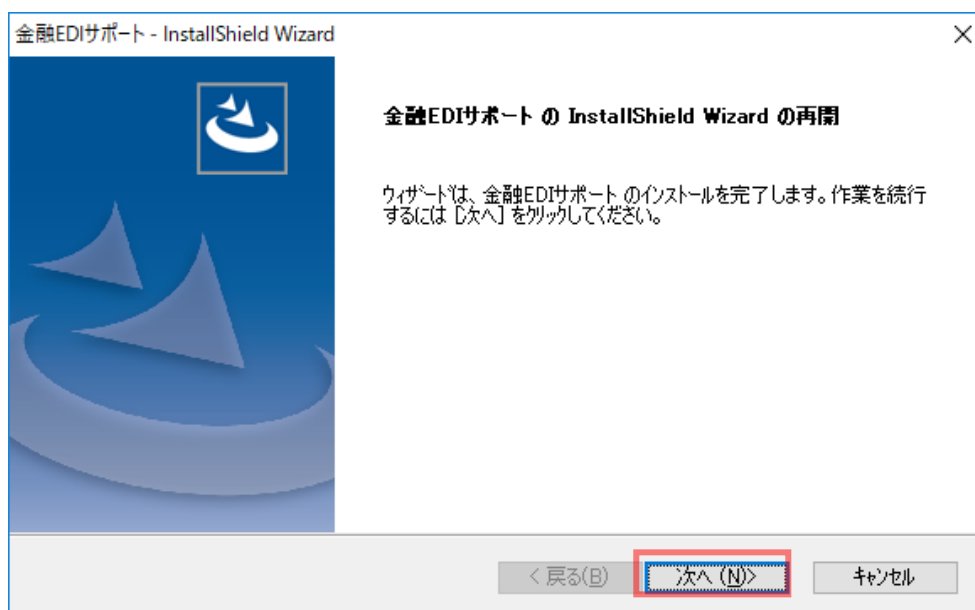 金融EDIサポート - InstallShield Wizard
金融EDIサポート の InstallShield Wizard の再開
ウィザードは、金融EDIサポート のインストールを完了します。作業を続行
するには [次へ] をクリックしてください。
< 戻る(B)
次へ (N)>
キャンセル